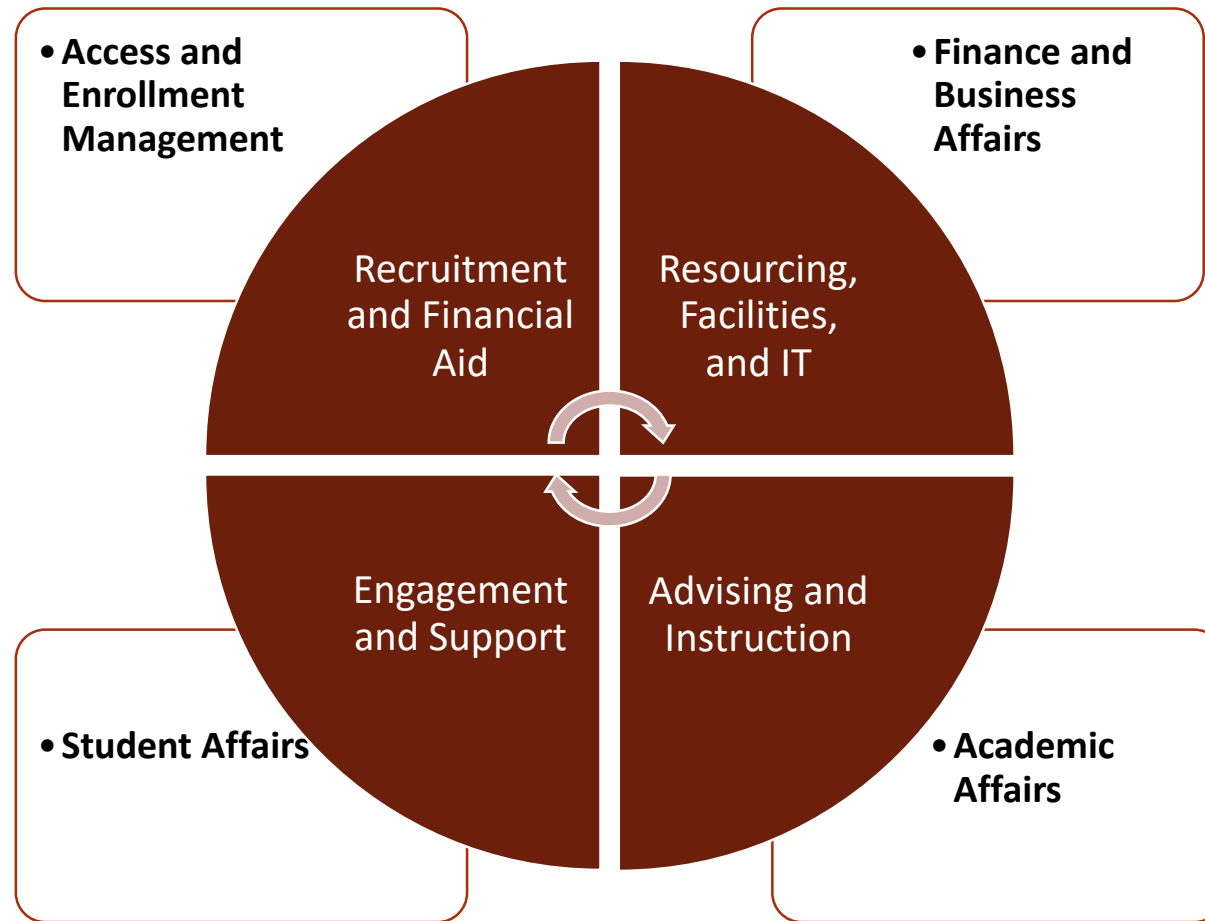 • Access and
Enrollment
Management
• Finance and
Business
Affairs
Recruitment
and Financial
Aid
Resourcing,
Facilities,
and IT
Engagement
and Support
Advising and
Instruction
• Student Affairs
• Academic
Affairs